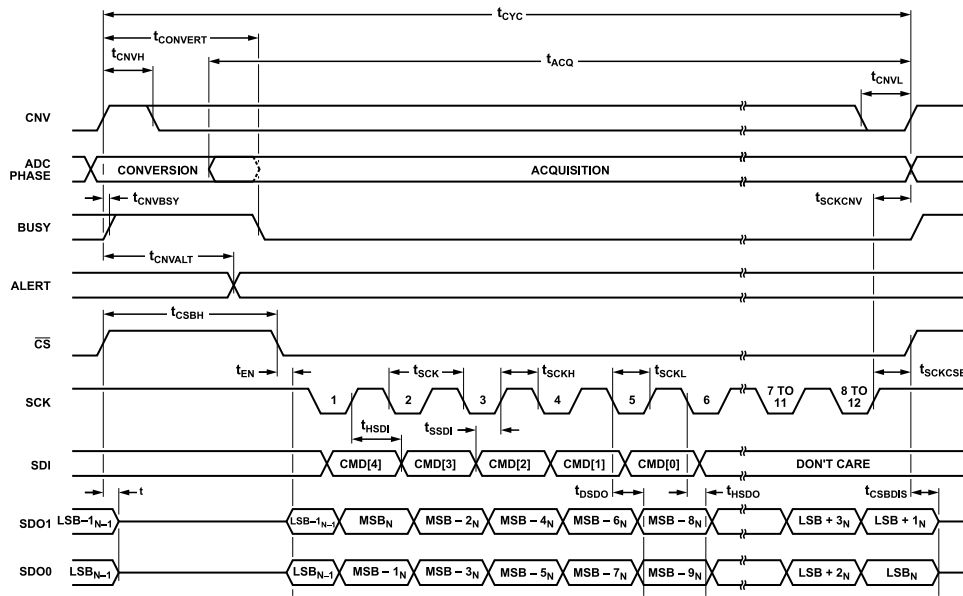 tCYC
tCONVERT
tCNVH
tACQ
tCNVL
CNV
ADC
PHASE
CONVERSION
ACQUISITION
tCNVBSY
tSCKCNV
BUSY
tCNVALT
ALERT
tCSBH
CS
tEN
tSCK
tSCKH
tSCKL
tSCKCSB
SCK
1
2
3
4
5
6
7 TO
11
8 TO
12
tHSDI
tSSDI
SDI
CMD[4]
CMD[3]
CMD[2]
CMD[1]
CMD[0]
DON'T CARE
t
tDSDO
tHSDO
tCSBDIS
SDO1
LSB–1N–1
LSB–1N–1
MSBN
MSB – 2N
MSB – 4N
MSB – 6N
MSB – 8N
LSB + 3N
LSB + 1N
SDO0
LSBN–1
LSBN–1
MSB – 1N
MSB – 3N
MSB – 5N
MSB – 7N
MSB – 9N
LSB + 2N
LSBN